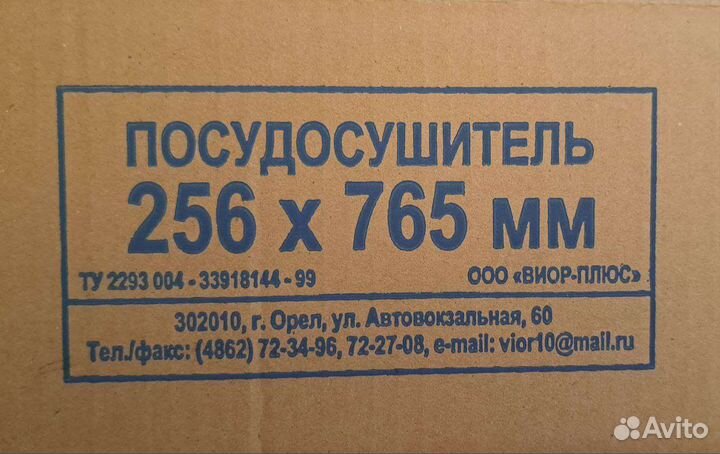 ПОСУДОСУШИТЕЛЬ
256 х 765 мм
ТУ 2293 004 - 33918144 - 99 ООО «ВИОР-ПЛЮС»
302010, г. Орел, ул. Автовокзальная, 60
Тел./факс: (4862) 72-34-96, 72-27-08, e-mail: vior10@mail.ru
Avito